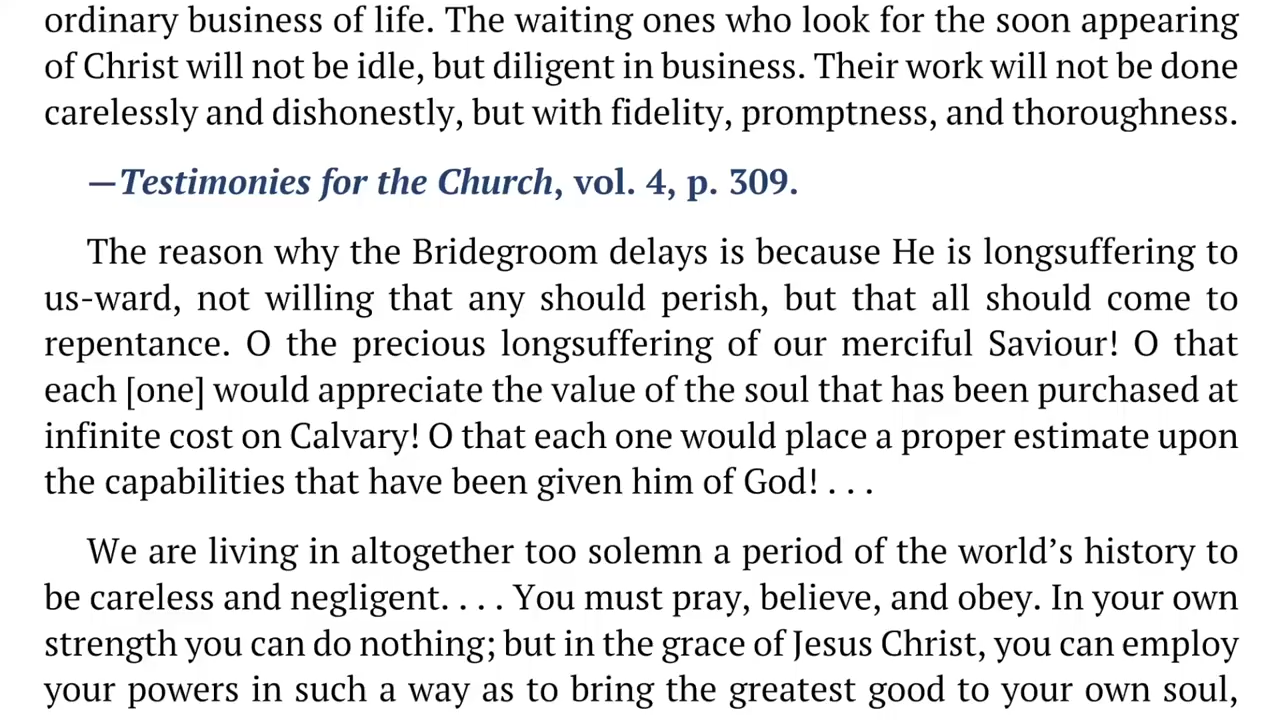 ordinary business of life. The waiting ones who look for the soon appearing
of Christ will not be idle, but diligent in business. Their work will not be done
carelessly and dishonestly, but with fidelity, promptness, and thoroughness.
—Testimonies for the Church, vol. 4, p. 309.
The reason why the Bridegroom delays is because He is longsuffering to
us-ward, not willing that any should perish, but that all should come to
repentance. O the precious longsuffering of our merciful Saviour! O that
each [one] would appreciate the value of the soul that has been purchased at
infinite cost on Calvary! O that each one would place a proper estimate upon
the capabilities that have been given him of God! . . .
We are living in altogether too solemn a period of the world’s history to
be careless and negligent. . . . You must pray, believe, and obey. In your own
strength you can do nothing; but in the grace of Jesus Christ, you can employ
your powers in such a way as to bring the greatest good to your own soul,